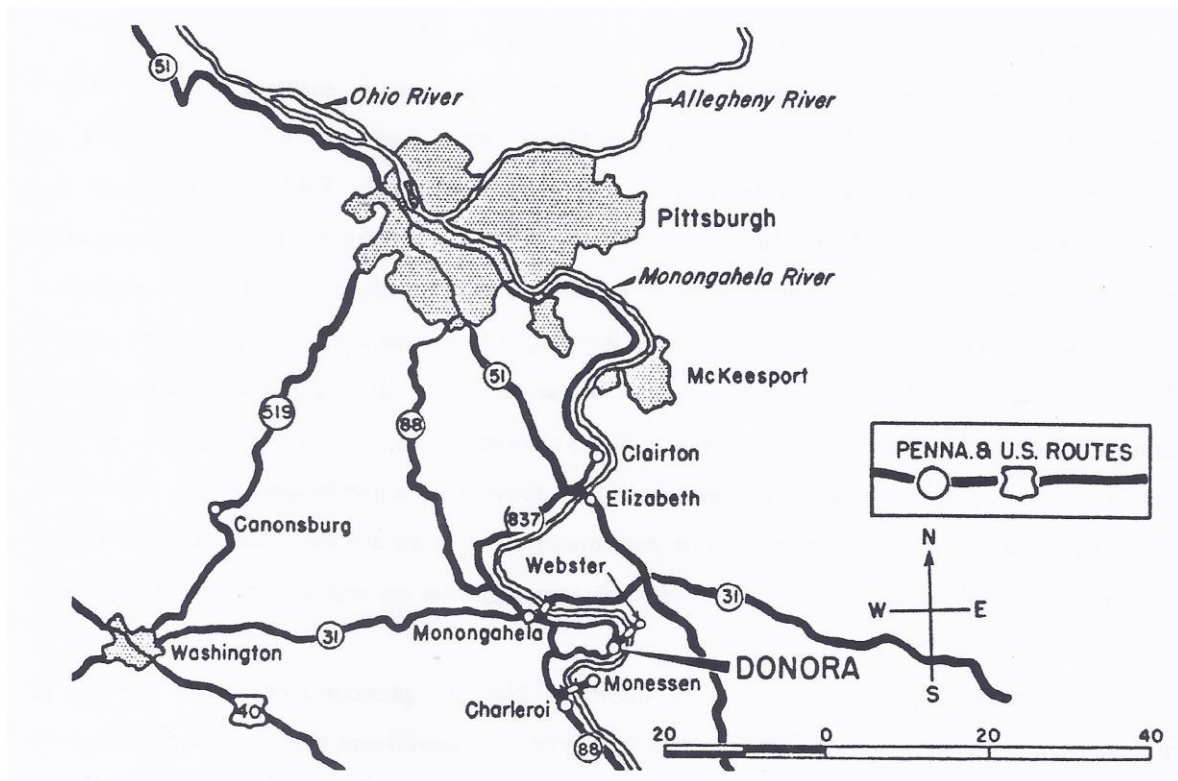 51
Ohio River
Allegheny River
Pittsburgh
Monongahela River
McKeesport
51
519
88
Clairton
PENNA. & U.S. ROUTES
Elizabeth
Canonsburg
837
Webster
N
W
E
S
31
Monongahela
31
Washington
DONORA
Monessen
40
Charleroi
88
20 0 20 40